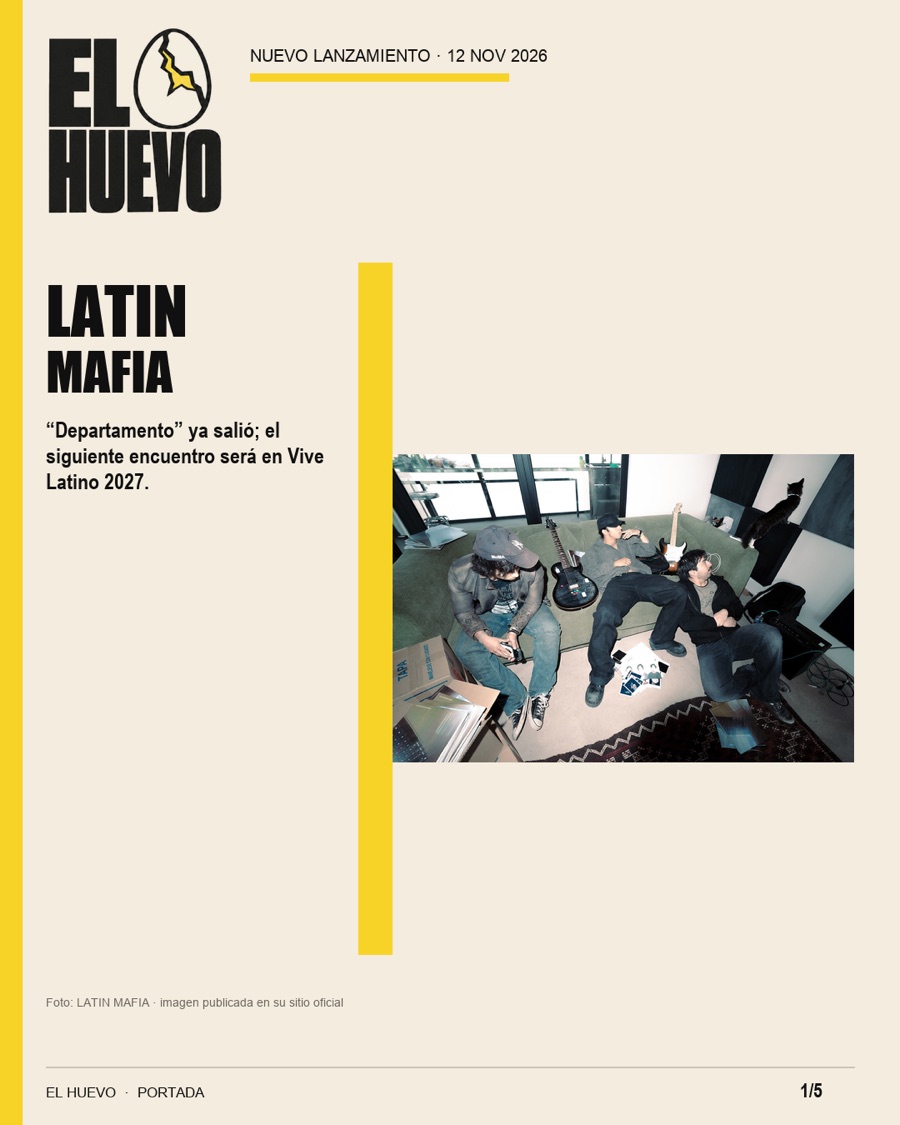 EL
HUEVO
NUEVO LANZAMIENTO · 12 NOV 2026
LATIN
MAFIA
“Departamento” ya salió; el
siguiente encuentro será en Vive
Latino 2027.
Foto: LATIN MAFIA · imagen publicada en su sitio oficial
EL HUEVO · PORTADA
1/5